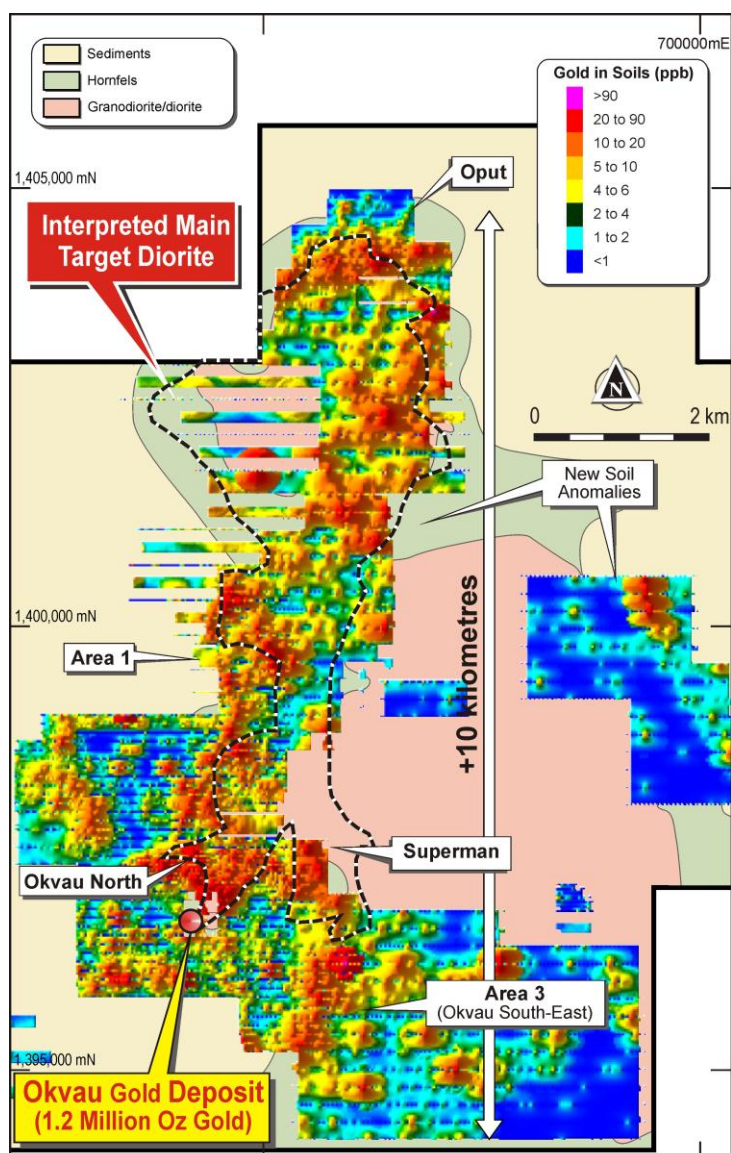 700000mE
Sediments
Hornfels
Granodiorite/diorite
Gold in Soils (ppb)
>90
20 to 90
10 to 20
5 to 10
4 to 6
2 to 4
1 to 2
<1
1,405,000 mN
Oput
Interpreted Main
Target Diorite
N
0 2 km
New Soil
Anomalies
1,400,000 mN
Area 1
+10 kilometres
Superman
Okvau North
Area 3
(Okvau South-East)
1,395,000 mN
Okvau Gold Deposit
(1.2 Million Oz Gold)